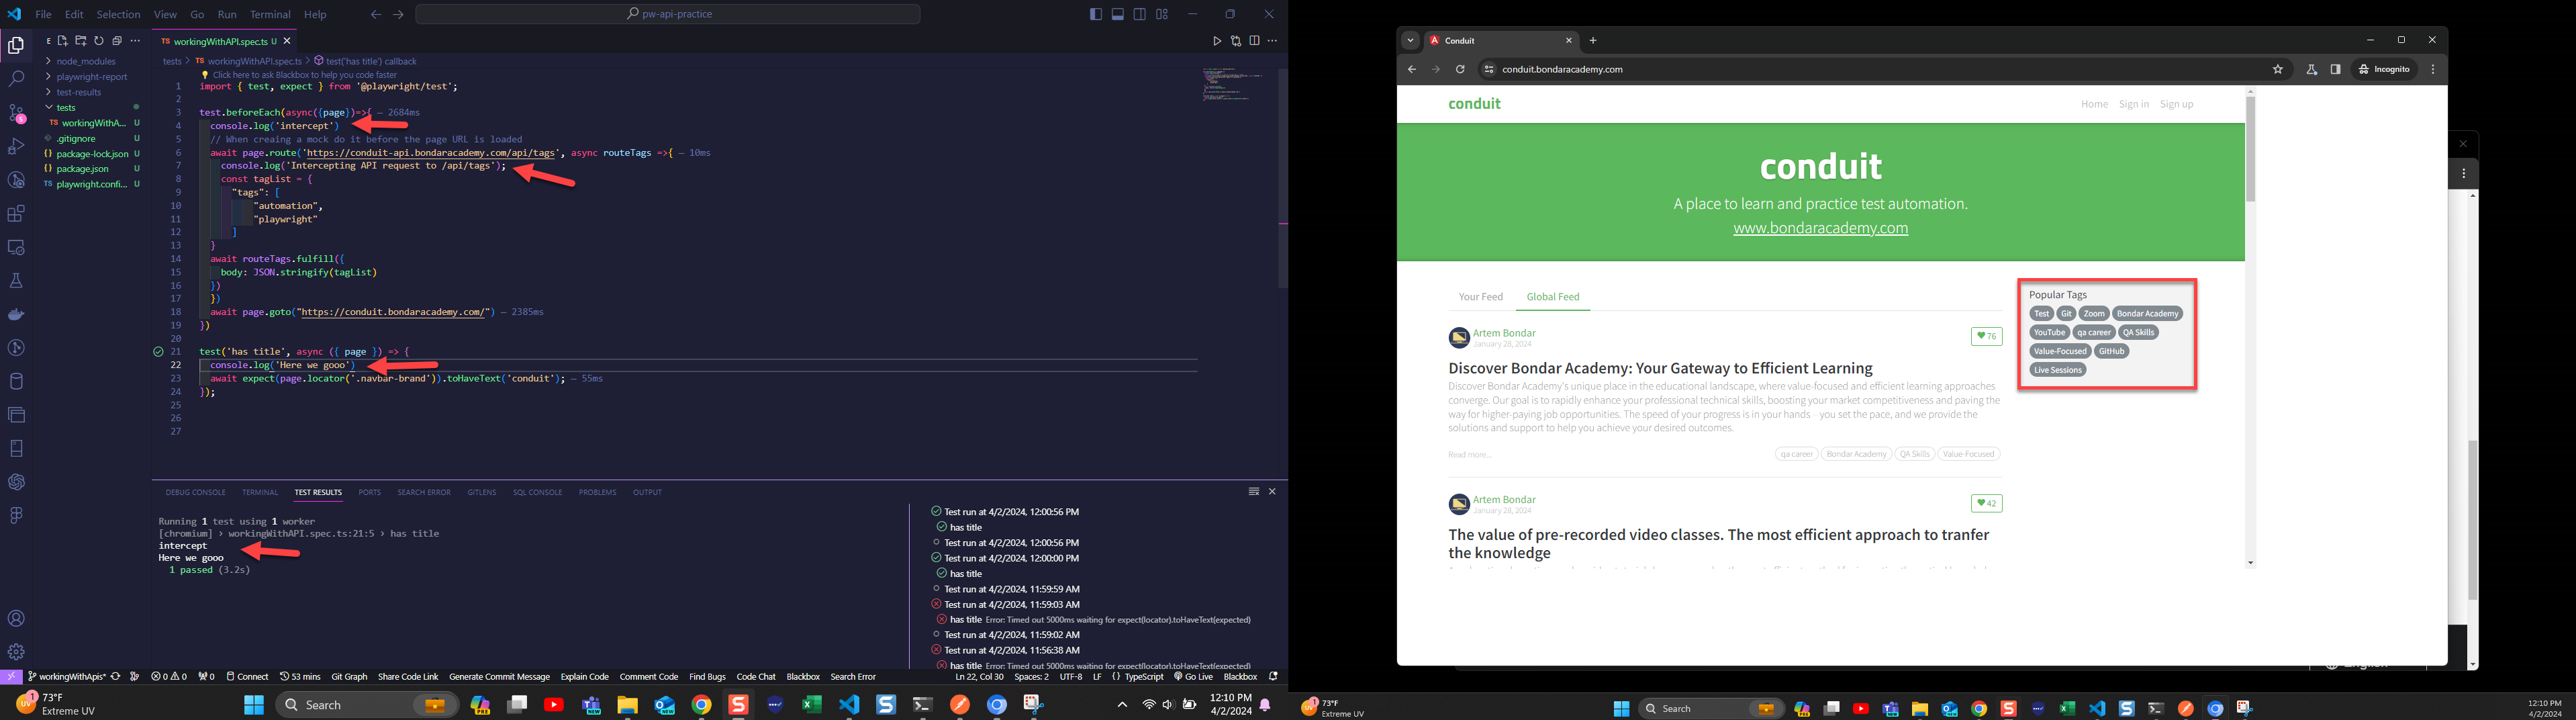 File Edit Selection View Go Run Terminal Help
pw-api-practice
E
TS workingWithAPI.spec.ts U
node_modules
playwright-report
test-results
tests
TS workingWithA... U
.gitignore U
package-lock.json U
package.json U
TS playwright.confi... U
tests > TS workingWithAPI.spec.ts > test('has title') callback
Click here to ask Blackbox to help you code faster
1 import { test, expect } from '@playwright/test';
2
3 test.beforeEach(async({page})=>{ — 2684ms
4 console.log('intercept')
5 // When creaing a mock do it before the page URL is loaded
6 await page.route('https://conduit-api.bondaracademy.com/api/tags', async routeTags =>{ — 10ms
7 console.log('Intercepting API request to /api/tags');
8 const tagList = {
9 "tags": [
10 "automation",
11 "playwright"
12 ]
13 }
14 await routeTags.fulfill({
15 body: JSON.stringify(tagList)
16 })
17 })
18 await page.goto("https://conduit.bondaracademy.com/") — 2385ms
19 })
20
21 test('has title', async ({ page }) => {
22 console.log('Here we gooo')
23 await expect(page.locator('.navbar-brand')).toHaveText('conduit'); — 55ms
24 });
25
26
27
DEBUG CONSOLE TERMINAL TEST RESULTS PORTS SEARCH ERROR GITLENS SQL CONSOLE PROBLEMS OUTPUT
Running 1 test using 1 worker
[chromium] › workingWithAPI.spec.ts:21:5 › has title
intercept
Here we gooo
1 passed (3.2s)
Test run at 4/2/2024, 12:00:56 PM
has title
Test run at 4/2/2024, 12:00:56 PM
Test run at 4/2/2024, 12:00:00 PM
has title
Test run at 4/2/2024, 11:59:59 AM
Test run at 4/2/2024, 11:59:03 AM
has title Error: Timed out 5000ms waiting for expect(locator).toHaveText(expected)
Test run at 4/2/2024, 11:59:02 AM
Test run at 4/2/2024, 11:56:38 AM
has title Error: Timed out 5000ms waiting for expect(locator).toHaveText(expected)
workingWithApis* 0 0 0 Connect 53 mins Git Graph Share Code Link Generate Commit Message Explain Code Find Bugs Comment Code Code Chat Blackbox Search Error
Ln 22, Col 30 Spaces: 2 UTF-8 LF {} TypeScript Go Live Blackbox
73°F
Extreme UV
Search
12:10 PM
4/2/2024
Conduit
conduit.bondaracademy.com
Incognito
conduit
Home Sign in Sign up
conduit
A place to learn and practice test automation.
www.bondaracademy.com
Your Feed Global Feed
Artem Bondar
January 28, 2024
76
Discover Bondar Academy: Your Gateway to Efficient Learning
Discover Bondar Academy's unique place in the educational landscape, where value-focused and efficient learning approaches
converge. Our goal is to rapidly enhance your professional technical skills, boosting your market competitiveness and paving the
way for higher-paying job opportunities. The speed of your progress is in your hands – you set the pace, and we provide the
solutions and support to help you achieve your desired outcomes.
Read more...
qa career Bondar Academy QA Skills Value-Focused
Artem Bondar
January 28, 2024
42
The value of pre-recorded video classes. The most efficient approach to tranfer
the knowledge
Popular Tags
Test Git Zoom Bondar Academy
YouTube qa career QA Skills
Value-Focused GitHub
Live Sessions
73°F
Extreme UV
Search
12:10 PM
4/2/2024